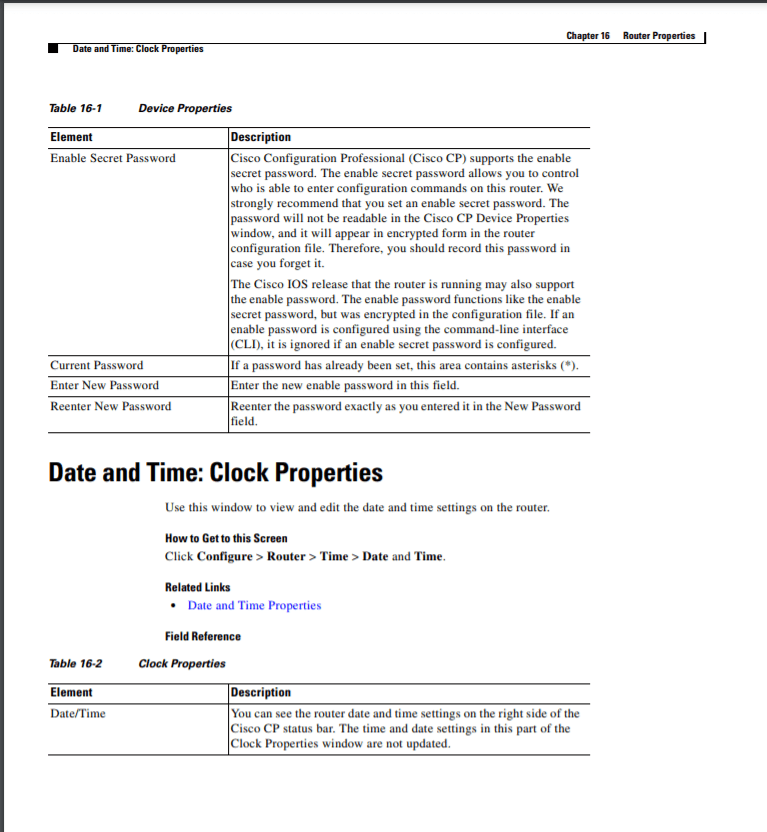 Chapter 16 Router Properties
Date and Time: Clock Properties
Table 16-1 Device Properties
Element Description
Enable Secret Password Cisco Configuration Professional (Cisco CP) supports the enable
secret password. The enable secret password allows you to control
who is able to enter configuration commands on this router. We
strongly recommend that you set an enable secret password. The
password will not be readable in the Cisco CP Device Properties
window, and it will appear in encrypted form in the router
configuration file. Therefore, you should record this password in
case you forget it.
The Cisco IOS release that the router is running may also support
the enable password. The enable password functions like the enable
secret password, but was encrypted in the configuration file. If an
enable password is configured using the command-line interface
(CLI), it is ignored if an enable secret password is configured.
Current Password If a password has already been set, this area contains asterisks (*).
Enter New Password Enter the new enable password in this field.
Reenter New Password Reenter the password exactly as you entered it in the New Password
field.
Date and Time: Clock Properties
Use this window to view and edit the date and time settings on the router.
How to Get to this Screen
Click Configure > Router > Time > Date and Time.
Related Links
• Date and Time Properties
Field Reference
Table 16-2 Clock Properties
Element Description
Date/Time You can see the router date and time settings on the right side of the
Cisco CP status bar. The time and date settings in this part of the
Clock Properties window are not updated.